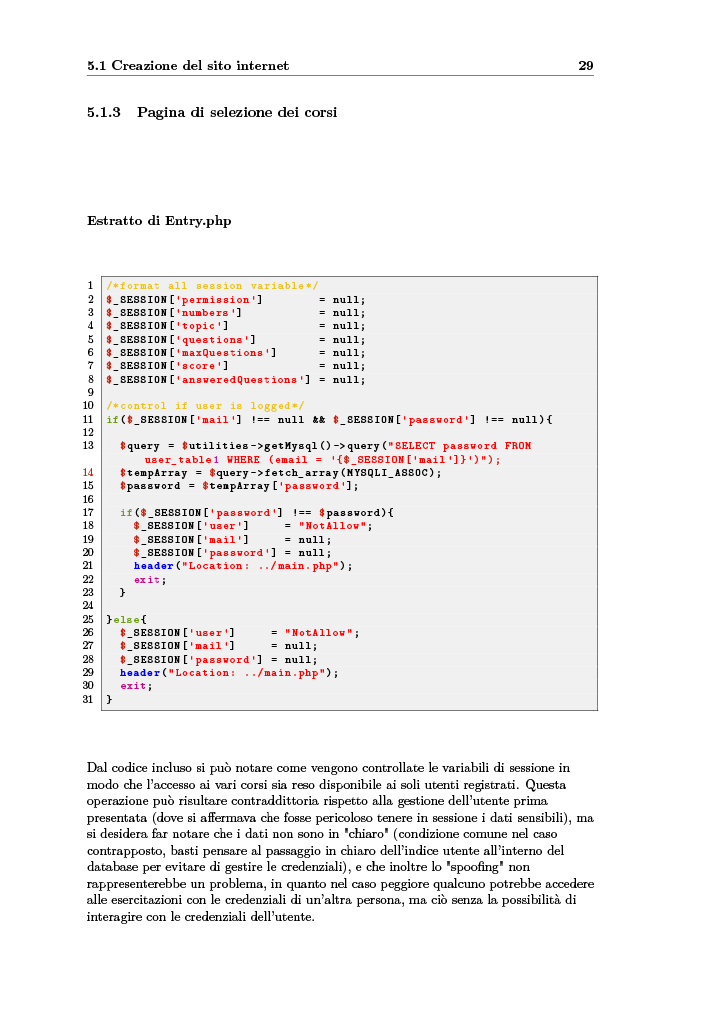 5.1 Creazione del sito internet 29
5.1.3 Pagina di selezione dei corsi
Estratto di Entry.php
1 /*format all session variable*/
2 $_SESSION['permission'] = null;
3 $_SESSION['numbers'] = null;
4 $_SESSION['topic'] = null;
5 $_SESSION['questions'] = null;
6 $_SESSION['maxQuestions'] = null;
7 $_SESSION['score'] = null;
8 $_SESSION['answeredQuestions'] = null;
9
10 /*control if user is logged*/
11 if($_SESSION['mail'] !== null && $_SESSION['password'] !== null){
12
13 $query = $utilities->getMysql()->query("SELECT password FROM
user_table1 WHERE (email = '{$_SESSION['mail']}')");
14 $tempArray = $query->fetch_array(MYSQLI_ASSOC);
15 $password = $tempArray['password'];
16
17 if($_SESSION['password'] !== $password){
18 $_SESSION['user'] = "NotAllow";
19 $_SESSION['mail'] = null;
20 $_SESSION['password'] = null;
21 header("Location: ../main.php");
22 exit;
23 }
24
25 }else{
26 $_SESSION['user'] = "NotAllow";
27 $_SESSION['mail'] = null;
28 $_SESSION['password'] = null;
29 header("Location: ../main.php");
30 exit;
31 }
Dal codice incluso si può notare come vengono controllate le variabili di sessione in
modo che l'accesso ai vari corsi sia reso disponibile ai soli utenti registrati. Questa
operazione può risultare contraddittoria rispetto alla gestione dell'utente prima
presentata (dove si affermava che fosse pericoloso tenere in sessione i dati sensibili), ma
si desidera far notare che i dati non sono in "chiaro" (condizione comune nel caso
contrapposto, basti pensare al passaggio in chiaro dell'indice utente all'interno del
database per evitare di gestire le credenziali), e che inoltre lo "spoofing" non
rappresenterebbe un problema, in quanto nel caso peggiore qualcuno potrebbe accedere
alle esercitazioni con le credenziali di un'altra persona, ma ciò senza la possibilità di
interagire con le credenziali dell'utente.